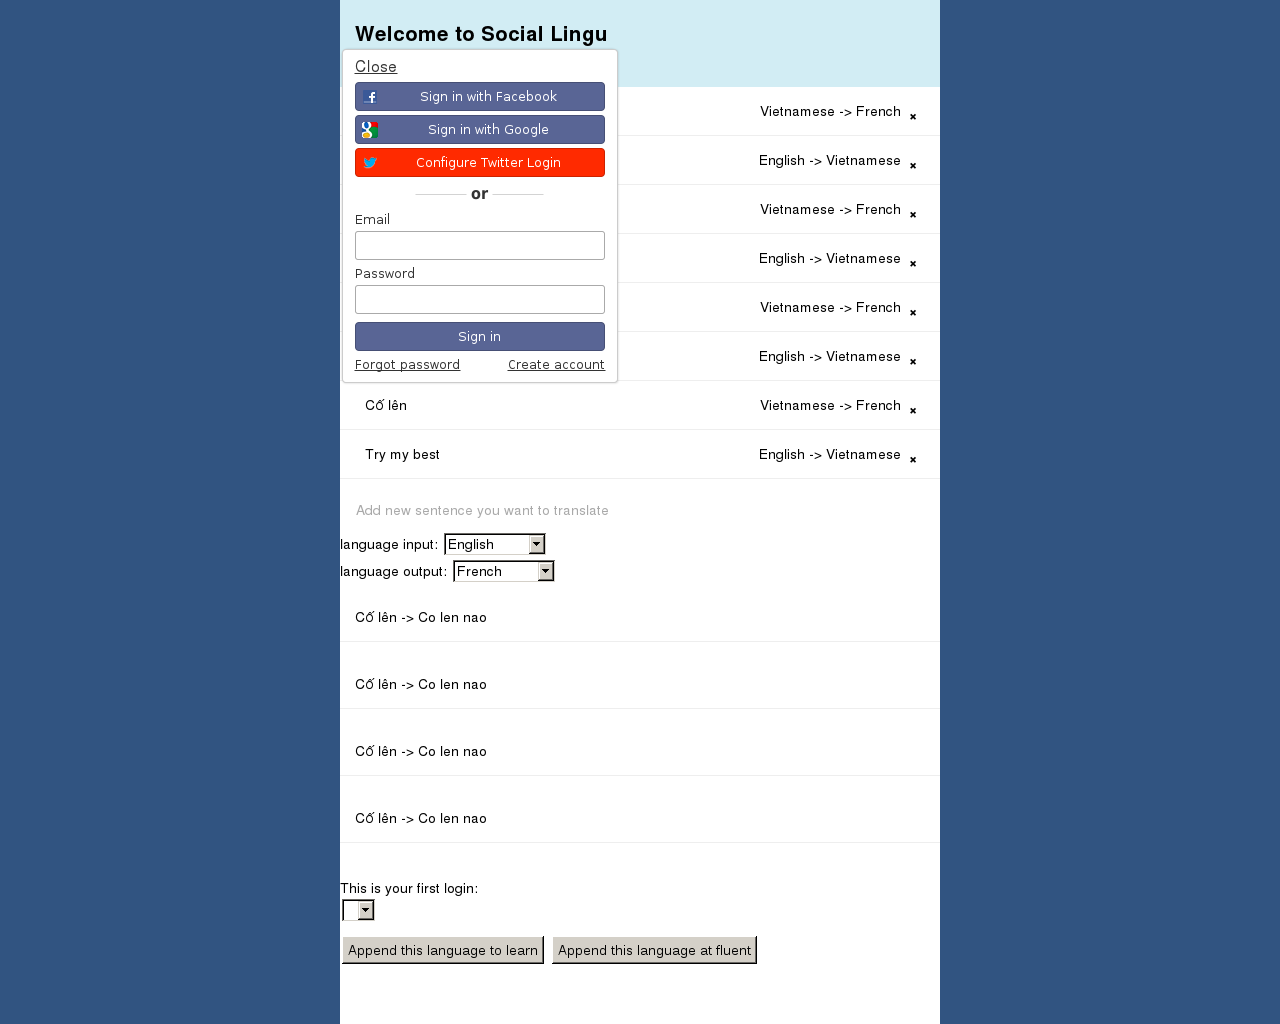 Welcome to Social Lingu
Close
Sign in with Facebook
Sign in with Google
Configure Twitter Login
or
Email
Password
Sign in
Forgot password Create account
Vietnamese -> French ×
English -> Vietnamese ×
Vietnamese -> French ×
English -> Vietnamese ×
Vietnamese -> French ×
English -> Vietnamese ×
Cố lên Vietnamese -> French ×
Try my best English -> Vietnamese ×
Add new sentence you want to translate
language input: English
language output: French
Cố lên -> Co len nao
Cố lên -> Co len nao
Cố lên -> Co len nao
Cố lên -> Co len nao
This is your first login:
Append this language to learn Append this language at fluent